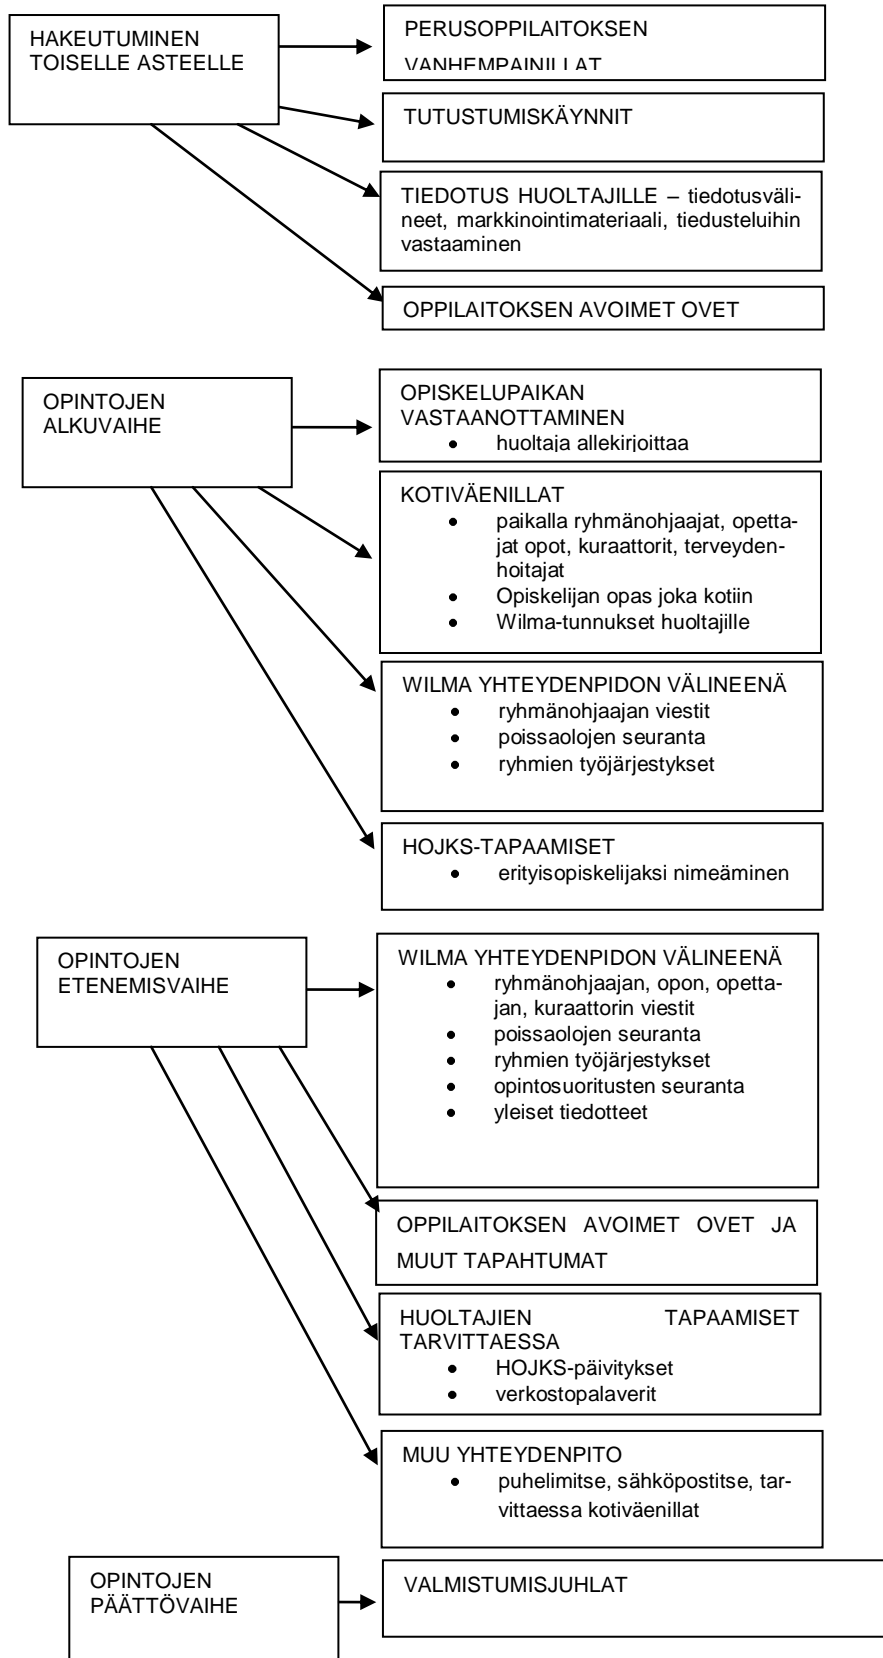 HAKEUTUMINEN
TOISELLE ASTEELLE
PERUSOPPILAITOKSEN
VANHEMPAINILLAT
TUTUSTUMISKÄYNNIT
TIEDOTUS HUOLTAJILLE – tiedotusväli-
neet, markkinointimateriaali, tiedusteluihin
vastaaminen
OPPILAITOKSEN AVOIMET OVET
OPINTOJEN
ALKUVAIHE
OPISKELUPAIKAN
VASTAANOTTAMINEN
• huoltaja allekirjoittaa
KOTIVÄENILLAT
• paikalla ryhmänohjaajat, opetta-
jat opot, kuraattorit, terveyden-
hoitajat
• Opiskelijan opas joka kotiin
• Wilma-tunnukset huoltajille
WILMA YHTEYDENPIDON VÄLINEENÄ
• ryhmänohjaajan viestit
• poissaolojen seuranta
• ryhmien työjärjestykset
HOJKS-TAPAAMISET
• erityisopiskelijaksi nimeäminen
OPINTOJEN
ETENEMISVAIHE
WILMA YHTEYDENPIDON VÄLINEENÄ
• ryhmänohjaajan, opon, opetta-
jan, kuraattorin viestit
• poissaolojen seuranta
• ryhmien työjärjestykset
• opintosuoritusten seuranta
• yleiset tiedotteet
OPPILAITOKSEN AVOIMET OVET JA
MUUT TAPAHTUMAT
HUOLTAJIEN TAPAAMISET
TARVITTAESSA
• HOJKS-päivitykset
• verkostopalaverit
MUU YHTEYDENPITO
• puhelimitse, sähköpostitse, tar-
vittaessa kotiväenillat
OPINTOJEN
PÄÄTTÖVAIHE
VALMISTUMISJUHLAT